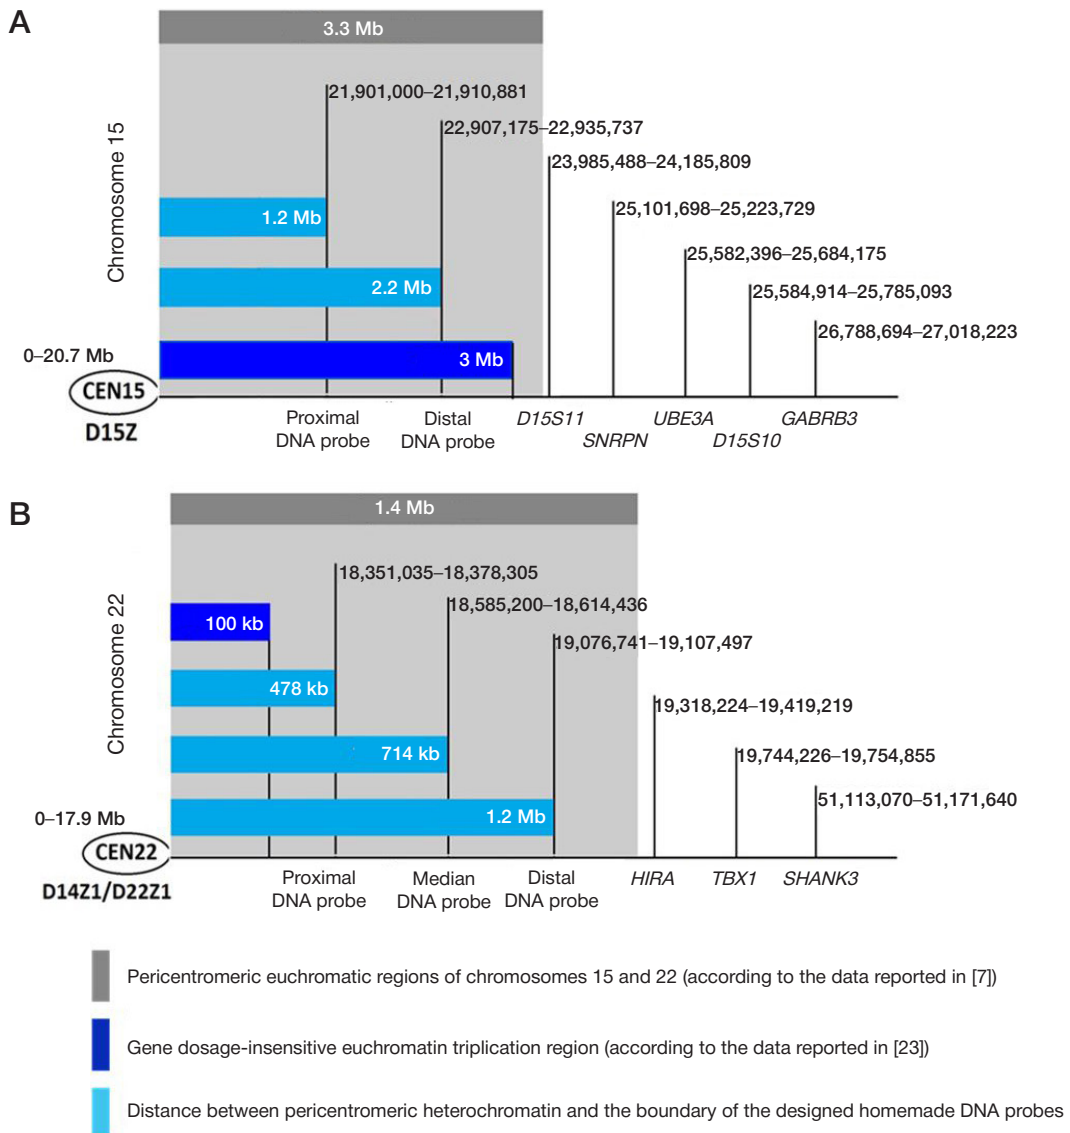 A
3.3 Mb
21,901,000–21,910,881
22,907,175–22,935,737
23,985,488–24,185,809
25,101,698–25,223,729
25,582,396–25,684,175
25,584,914–25,785,093
26,788,694–27,018,223
Chromosome 15
1.2 Mb
2.2 Mb
3 Mb
0–20.7 Mb
CEN15
D15Z
Proximal
DNA probe
Distal
DNA probe
D15S11
SNRPN
UBE3A
D15S10
GABRB3
B
1.4 Mb
18,351,035–18,378,305
18,585,200–18,614,436
19,076,741–19,107,497
19,318,224–19,419,219
19,744,226–19,754,855
51,113,070–51,171,640
Chromosome 22
100 kb
478 kb
714 kb
1.2 Mb
0–17.9 Mb
CEN22
D14Z1/D22Z1
Proximal
DNA probe
Median
DNA probe
Distal
DNA probe
HIRA
TBX1
SHANK3
Pericentromeric euchromatic regions of chromosomes 15 and 22 (according to the data reported in [7])
Gene dosage-insensitive euchromatin triplication region (according to the data reported in [23])
Distance between pericentromeric heterochromatin and the boundary of the designed homemade DNA probes